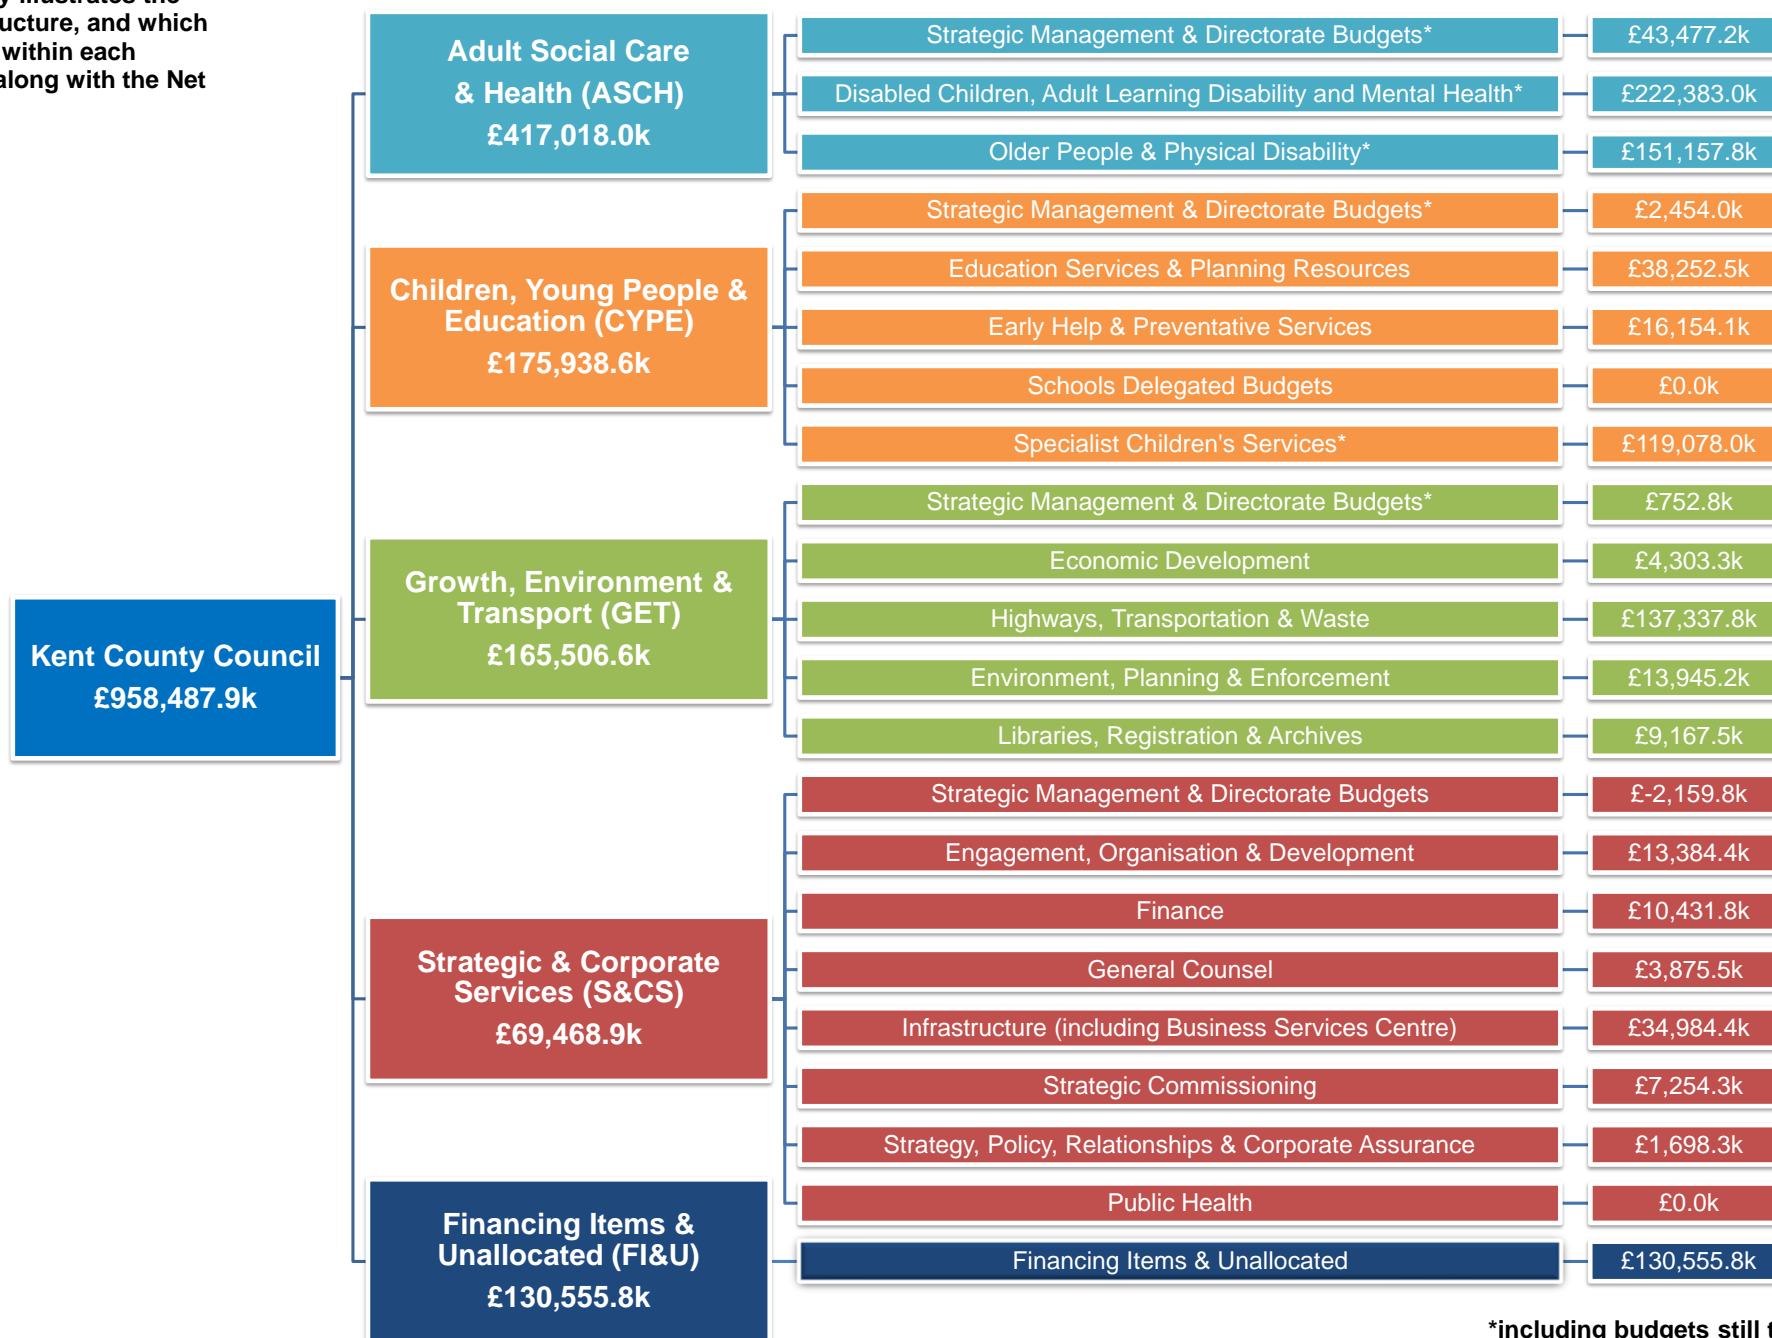 y illustrates the
ucture, and which
within each
along with the Net
Kent County Council
£958,487.9k
Adult Social Care
& Health (ASCH)
£417,018.0k
Strategic Management & Directorate Budgets*
£43,477.2k
Disabled Children, Adult Learning Disability and Mental Health*
£222,383.0k
Older People & Physical Disability*
£151,157.8k
Children, Young People &
Education (CYPE)
£175,938.6k
Strategic Management & Directorate Budgets*
£2,454.0k
Education Services & Planning Resources
£38,252.5k
Early Help & Preventative Services
£16,154.1k
Schools Delegated Budgets
£0.0k
Specialist Children's Services*
£119,078.0k
Growth, Environment &
Transport (GET)
£165,506.6k
Strategic Management & Directorate Budgets*
£752.8k
Economic Development
£4,303.3k
Highways, Transportation & Waste
£137,337.8k
Environment, Planning & Enforcement
£13,945.2k
Libraries, Registration & Archives
£9,167.5k
Strategic & Corporate
Services (S&CS)
£69,468.9k
Strategic Management & Directorate Budgets
£-2,159.8k
Engagement, Organisation & Development
£13,384.4k
Finance
£10,431.8k
General Counsel
£3,875.5k
Infrastructure (including Business Services Centre)
£34,984.4k
Strategic Commissioning
£7,254.3k
Strategy, Policy, Relationships & Corporate Assurance
£1,698.3k
Public Health
£0.0k
Financing Items &
Unallocated (FI&U)
£130,555.8k
Financing Items & Unallocated
£130,555.8k
*including budgets still t